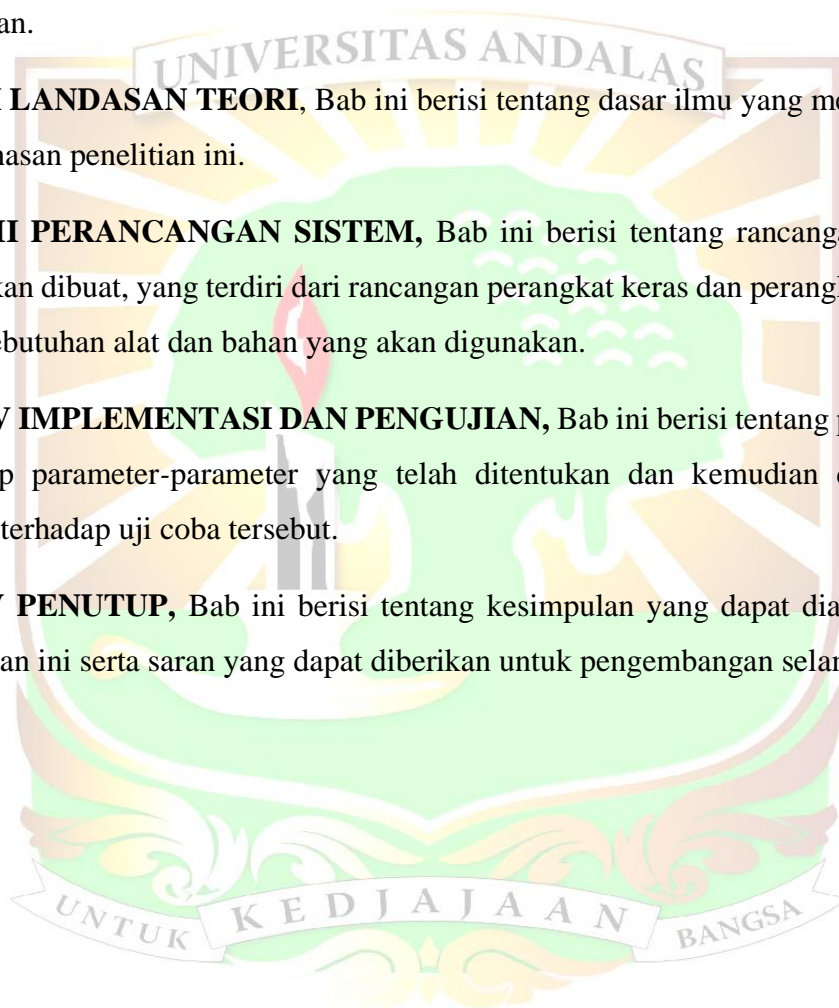 an.
UNIVERSITAS ANDALAS
I LANDASAN TEORI, Bab ini berisi tentang dasar ilmu yang me
hasan penelitian ini.
II PERANCANGAN SISTEM, Bab ini berisi tentang rancanga
kan dibuat, yang terdiri dari rancangan perangkat keras dan perangk
ebutuhan alat dan bahan yang akan digunakan.
V IMPLEMENTASI DAN PENGUJIAN, Bab ini berisi tentang p
p parameter-parameter yang telah ditentukan dan kemudian d
terhadap uji coba tersebut.
V PENUTUP, Bab ini berisi tentang kesimpulan yang dapat dia
an ini serta saran yang dapat diberikan untuk pengembangan selan
UNTUK KEDJAJAAN BANGSA